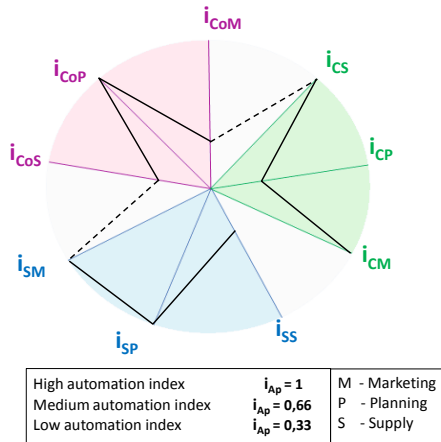 iCoM
iCoP
iCS
iCoS
iCP
iCM
iSM
iSP
iSS
High automation index iAp = 1
Medium automation index iAp = 0,66
Low automation index iAp = 0,33
M - Marketing
P - Planning
S - Supply